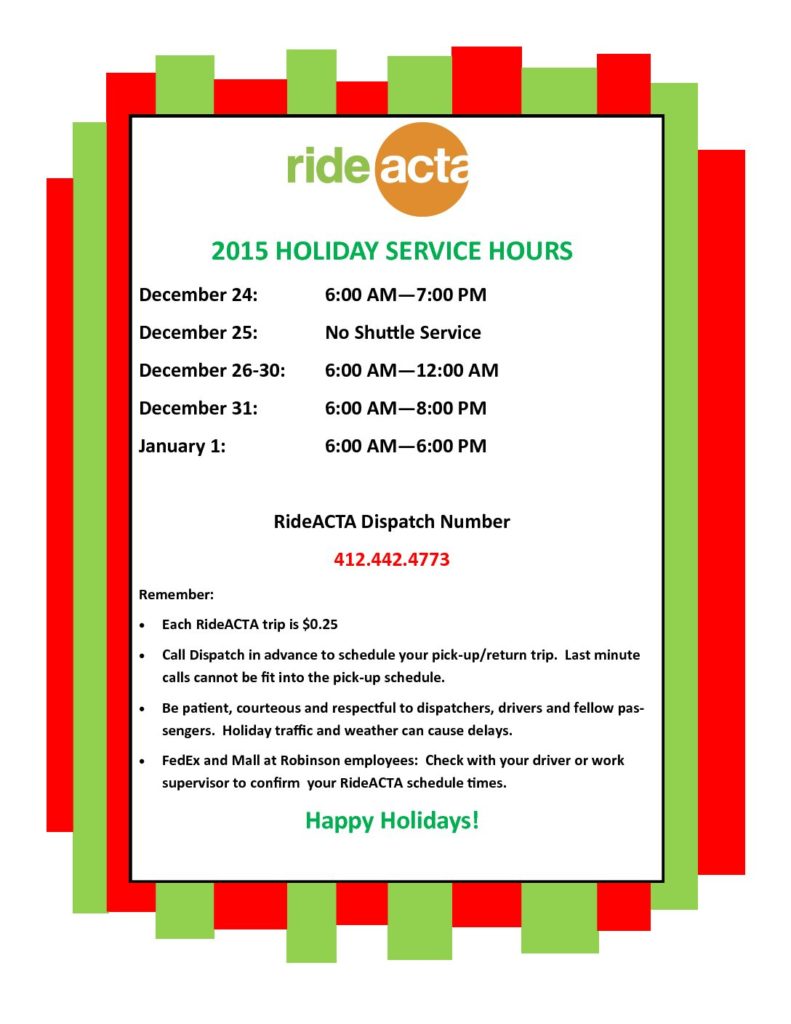 ride acta
2015 HOLIDAY SERVICE HOURS
December 24: 6:00 AM—7:00 PM
December 25: No Shuttle Service
December 26-30: 6:00 AM—12:00 AM
December 31: 6:00 AM—8:00 PM
January 1: 6:00 AM—6:00 PM
RideACTA Dispatch Number
412.442.4773
Remember:
• Each RideACTA trip is $0.25
• Call Dispatch in advance to schedule your pick-up/return trip.  Last minute
calls cannot be fit into the pick-up schedule.
• Be patient, courteous and respectful to dispatchers, drivers and fellow pas-
sengers.  Holiday traffic and weather can cause delays.
• FedEx and Mall at Robinson employees:  Check with your driver or work
supervisor to confirm  your RideACTA schedule times.
Happy Holidays!